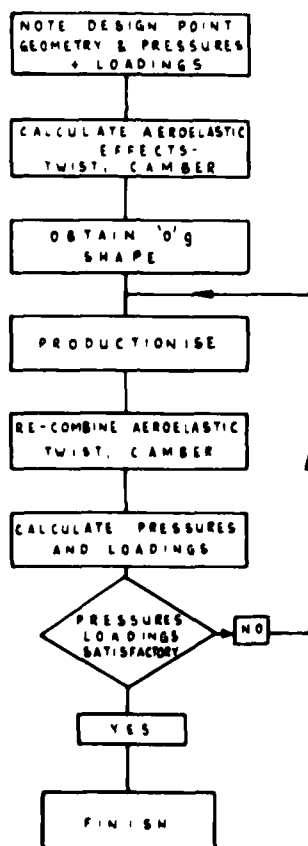 NOTE DESIGN POINT
GEOMETRY & PRESSURES
+ LOADINGS
CALCULATE AEROELASTIC
EFFECTS-
TWIST, CAMBER
OBTAIN '0'g
SHAPE
PRODUCTIONISE
RE-COMBINE AEROELASTIC
TWIST, CAMBER
CALCULATE PRESSURES
AND LOADINGS
PRESSURES
LOADINGS
SATISFACTORY
NO
YES
FINISH